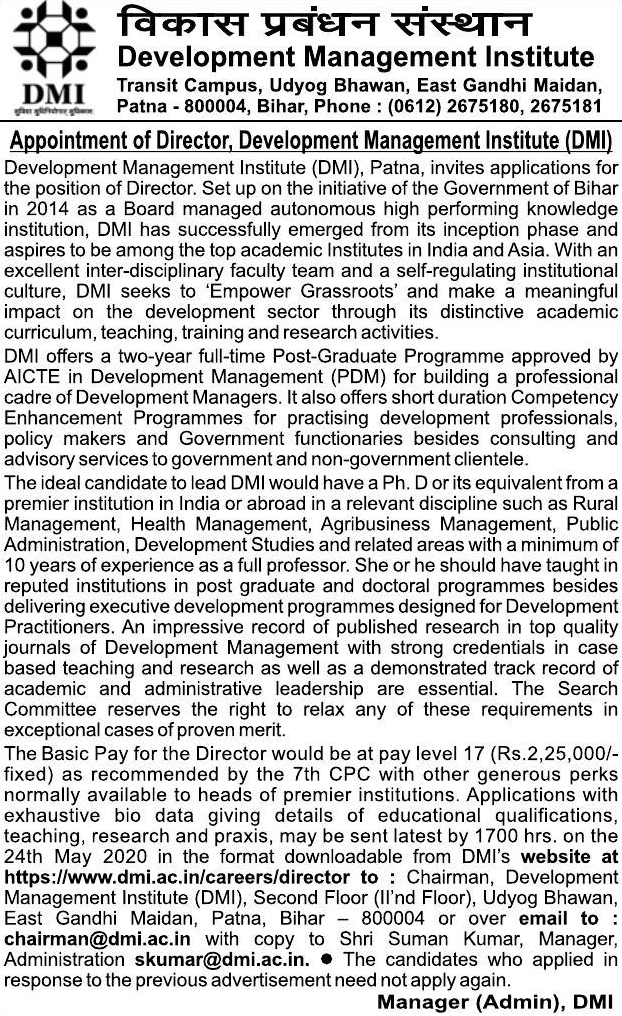 विकास प्रबंधन संस्थान
Development Management Institute
Transit Campus, Udyog Bhawan, East Gandhi Maidan,
Patna - 800004, Bihar, Phone : (0612) 2675180, 2675181
DMI
Appointment of Director, Development Management Institute (DMI)
Development Management Institute (DMI), Patna, invites applications for
the position of Director. Set up on the initiative of the Government of Bihar
in 2014 as a Board managed autonomous high performing knowledge
institution, DMI has successfully emerged from its inception phase and
aspires to be among the top academic Institutes in India and Asia. With an
excellent inter-disciplinary faculty team and a self-regulating institutional
culture, DMI seeks to ‘Empower Grassroots’ and make a meaningful
impact on the development sector through its distinctive academic
curriculum, teaching, training and research activities.
DMI offers a two-year full-time Post-Graduate Programme approved by
AICTE in Development Management (PDM) for building a professional
cadre of Development Managers. It also offers short duration Competency
Enhancement Programmes for practising development professionals,
policy makers and Government functionaries besides consulting and
advisory services to government and non-government clientele.
The ideal candidate to lead DMI would have a Ph. D or its equivalent from a
premier institution in India or abroad in a relevant discipline such as Rural
Management, Health Management, Agribusiness Management, Public
Administration, Development Studies and related areas with a minimum of
10 years of experience as a full professor. She or he should have taught in
reputed institutions in post graduate and doctoral programmes besides
delivering executive development programmes designed for Development
Practitioners. An impressive record of published research in top quality
journals of Development Management with strong credentials in case
based teaching and research as well as a demonstrated track record of
academic and administrative leadership are essential. The Search
Committee reserves the right to relax any of these requirements in
exceptional cases of proven merit.
The Basic Pay for the Director would be at pay level 17 (Rs.2,25,000/-
fixed) as recommended by the 7th CPC with other generous perks
normally available to heads of premier institutions. Applications with
exhaustive bio data giving details of educational qualifications,
teaching, research and praxis, may be sent latest by 1700 hrs. on the
24th May 2020 in the format downloadable from DMI’s website at
https://www.dmi.ac.in/careers/director to : Chairman, Development
Management Institute (DMI), Second Floor (II’nd Floor), Udyog Bhawan,
East Gandhi Maidan, Patna, Bihar – 800004 or over email to :
chairman@dmi.ac.in with copy to Shri Suman Kumar, Manager,
Administration skumar@dmi.ac.in. ● The candidates who applied in
response to the previous advertisement need not apply again.
Manager (Admin), DMI